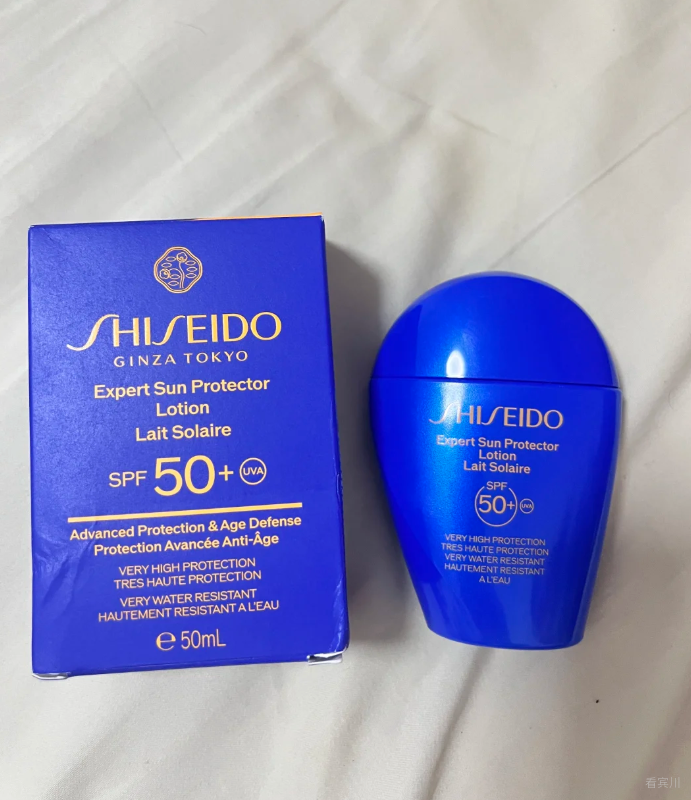 SHISEIDO
GINZA TOKYO
Expert Sun Protector
Lotion
Lait Solaire
SPF 50+ UVA
Advanced Protection & Age Defense
Protection Avancée Anti-Âge
VERY HIGH PROTECTION
TRES HAUTE PROTECTION
VERY WATER RESISTANT
HAUTEMENT RESISTANT A L'EAU
℮ 50mL
SHISEIDO
Expert Sun Protector
Lotion
Lait Solaire
SPF
50+ UVA
VERY HIGH PROTECTION
TRES HAUTE PROTECTION
VERY WATER RESISTANT
HAUTEMENT RESISTANT
A L'EAU
看宾川